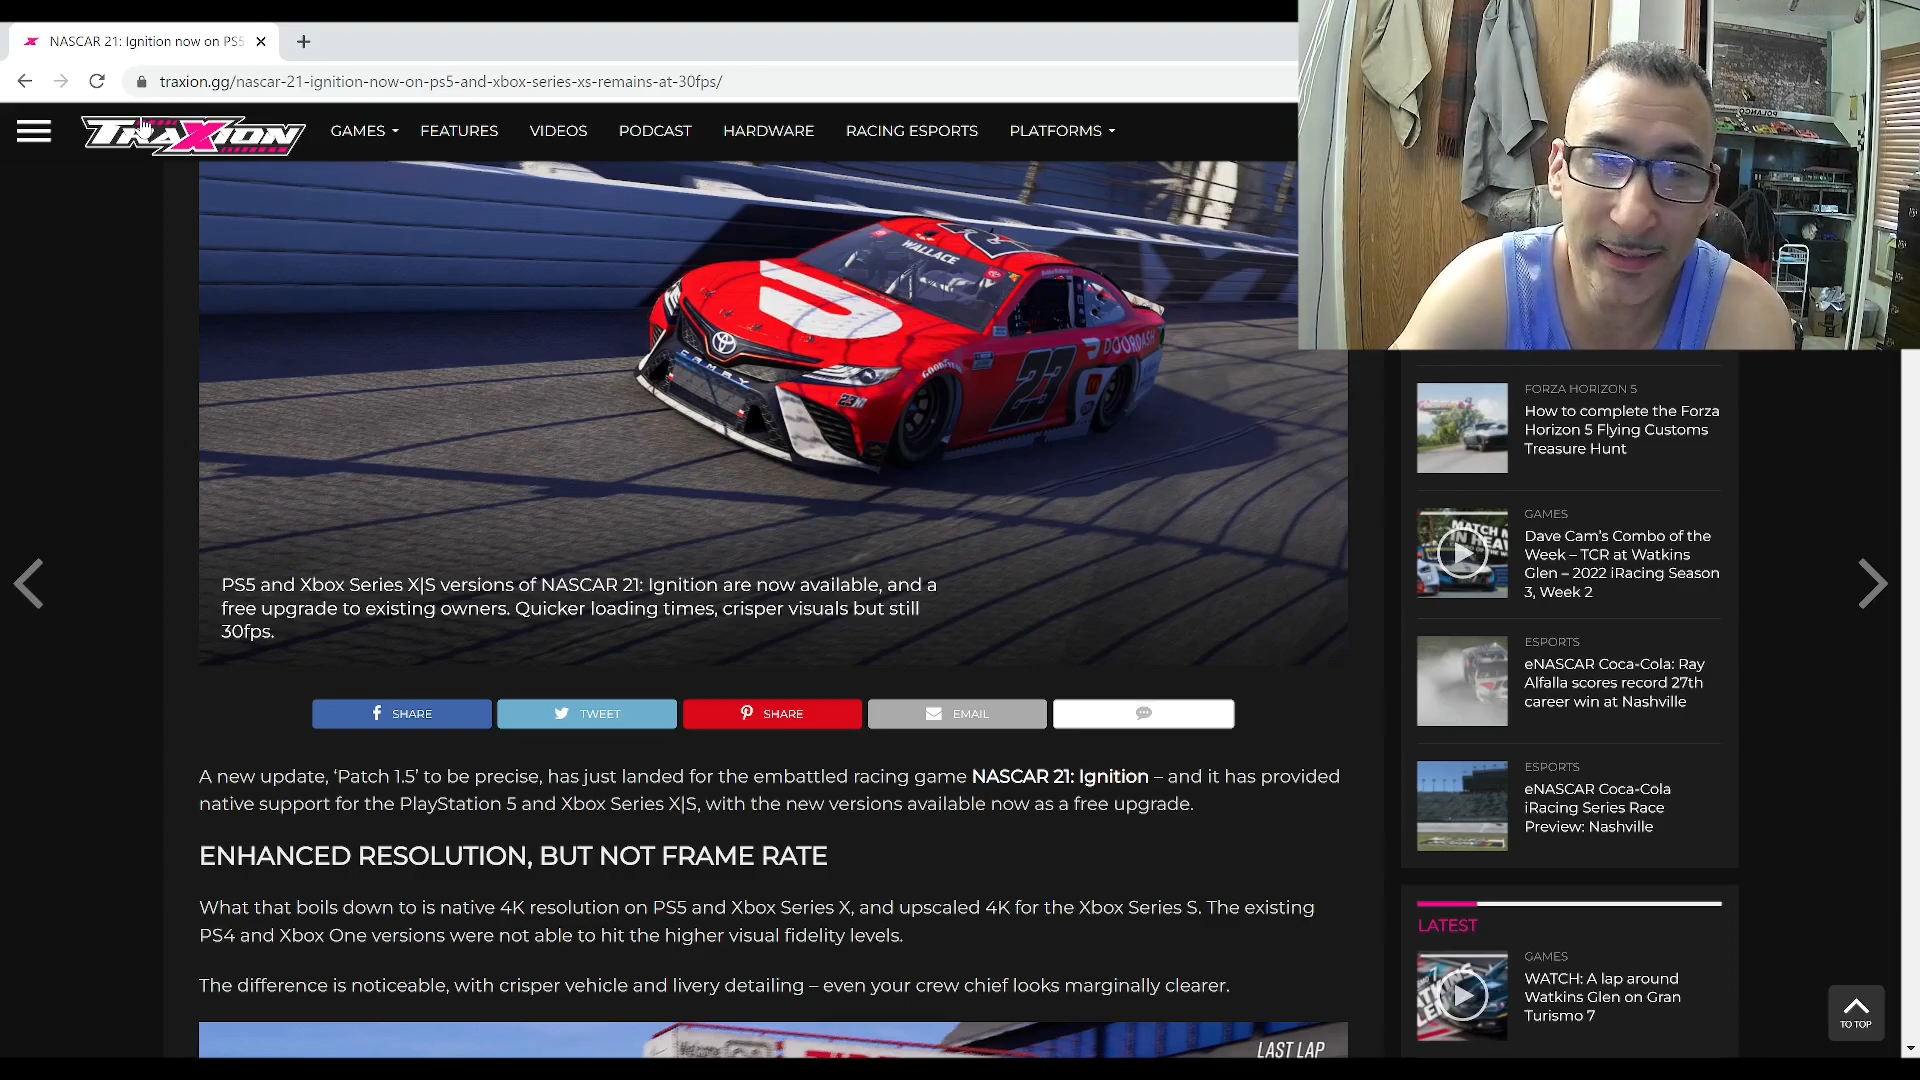 NASCAR 21: Ignition now on PS5
traxion.gg/nascar-21-ignition-now-on-ps5-and-xbox-series-xs-remains-at-30fps/
TRAXION
GAMES
FEATURES
VIDEOS
PODCAST
HARDWARE
RACING ESPORTS
PLATFORMS
WALLACE
CAMRY
GOODYEAR
DOORDASH
23
23XI
PS5 and Xbox Series X|S versions of NASCAR 21: Ignition are now available, and a
free upgrade to existing owners. Quicker loading times, crisper visuals but still
30fps.
SHARE
TWEET
SHARE
EMAIL
A new update, ‘Patch 1.5’ to be precise, has just landed for the embattled racing game NASCAR 21: Ignition – and it has provided
native support for the PlayStation 5 and Xbox Series X|S, with the new versions available now as a free upgrade.
ENHANCED RESOLUTION, BUT NOT FRAME RATE
What that boils down to is native 4K resolution on PS5 and Xbox Series X, and upscaled 4K for the Xbox Series S. The existing
PS4 and Xbox One versions were not able to hit the higher visual fidelity levels.
The difference is noticeable, with crisper vehicle and livery detailing – even your crew chief looks marginally clearer.
LAST LAP
FORZA HORIZON 5
How to complete the Forza
Horizon 5 Flying Customs
Treasure Hunt
GAMES
Dave Cam’s Combo of the
Week – TCR at Watkins
Glen – 2022 iRacing Season
3, Week 2
ESPORTS
eNASCAR Coca-Cola: Ray
Alfalla scores record 27th
career win at Nashville
ESPORTS
eNASCAR Coca-Cola
iRacing Series Race
Preview: Nashville
LATEST
GAMES
WATCH: A lap around
Watkins Glen on Gran
Turismo 7
TO TOP